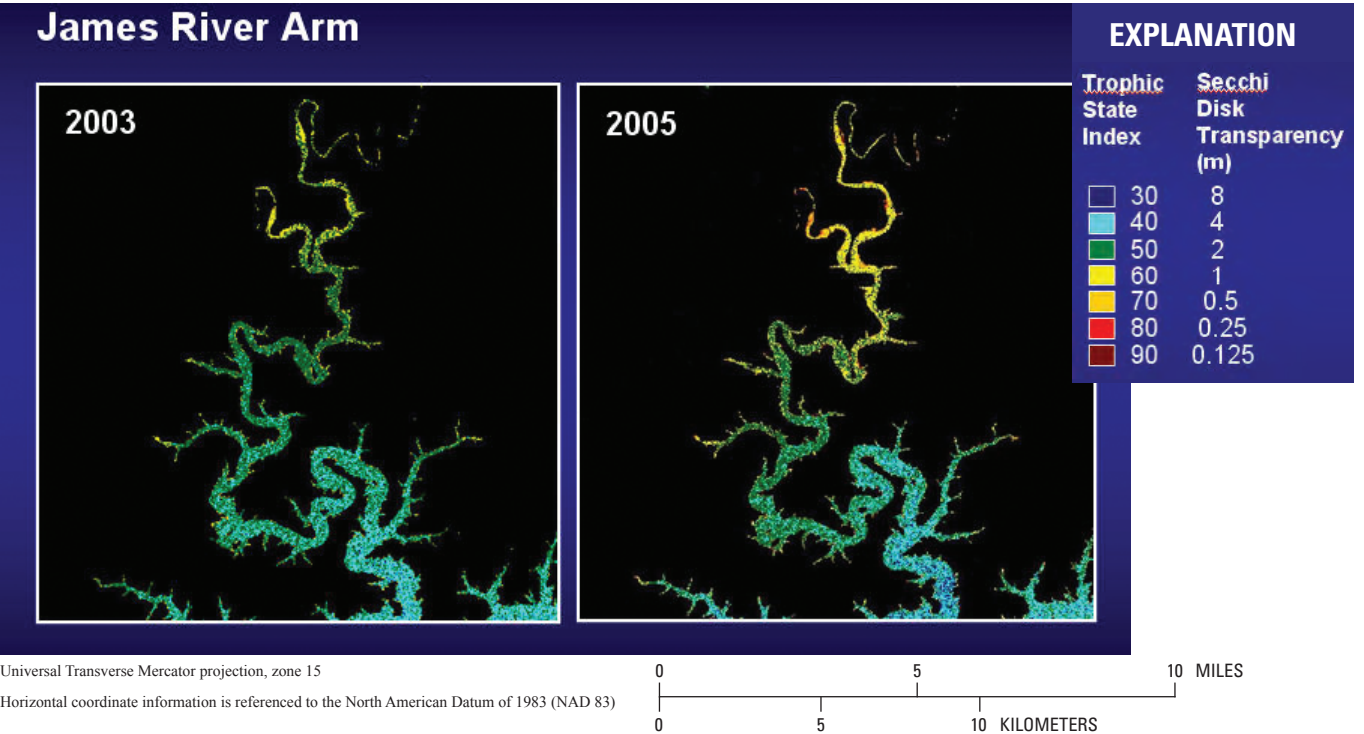 James River Arm
2003
2005
EXPLANATION
Trophic State Index
Secchi Disk Transparency (m)
30 8
40 4
50 2
60 1
70 0.5
80 0.25
90 0.125
Universal Transverse Mercator projection, zone 15
Horizontal coordinate information is referenced to the North American Datum of 1983 (NAD 83)
0 5 10 MILES
0 5 10 KILOMETERS